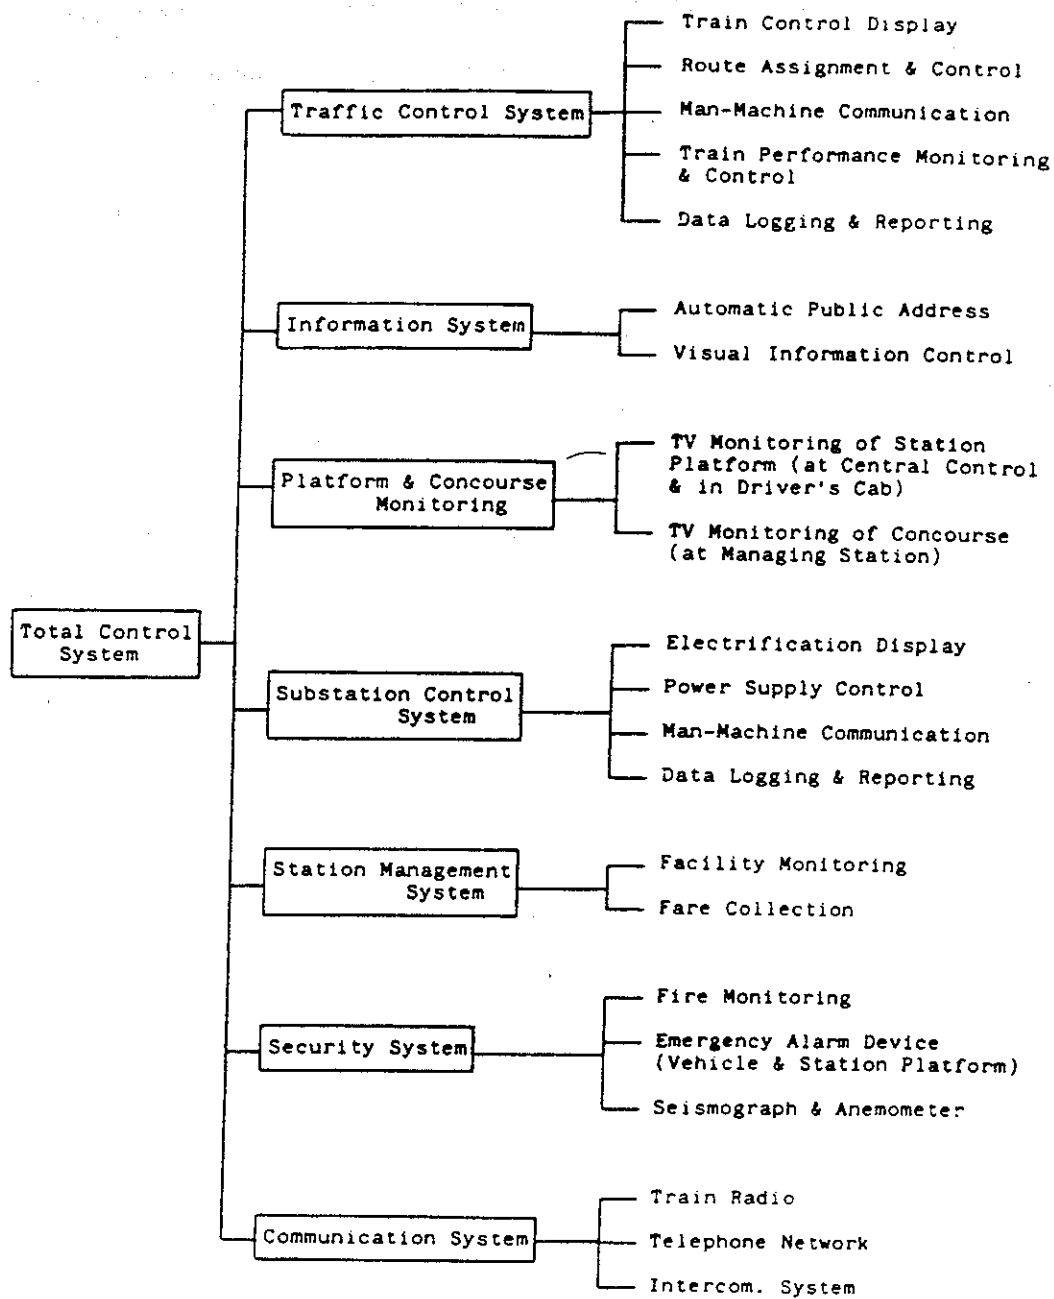 Total Control
System
Traffic Control System
Train Control Display
Route Assignment & Control
Man-Machine Communication
Train Performance Monitoring
& Control
Data Logging & Reporting
Information System
Automatic Public Address
Visual Information Control
Platform & Concourse
Monitoring
TV Monitoring of Station
Platform (at Central Control
& in Driver's Cab)
TV Monitoring of Concourse
(at Managing Station)
Substation Control
System
Electrification Display
Power Supply Control
Man-Machine Communication
Data Logging & Reporting
Station Management
System
Facility Monitoring
Fare Collection
Security System
Fire Monitoring
Emergency Alarm Device
(Vehicle & Station Platform)
Seismograph & Anemometer
Communication System
Train Radio
Telephone Network
Intercom. System